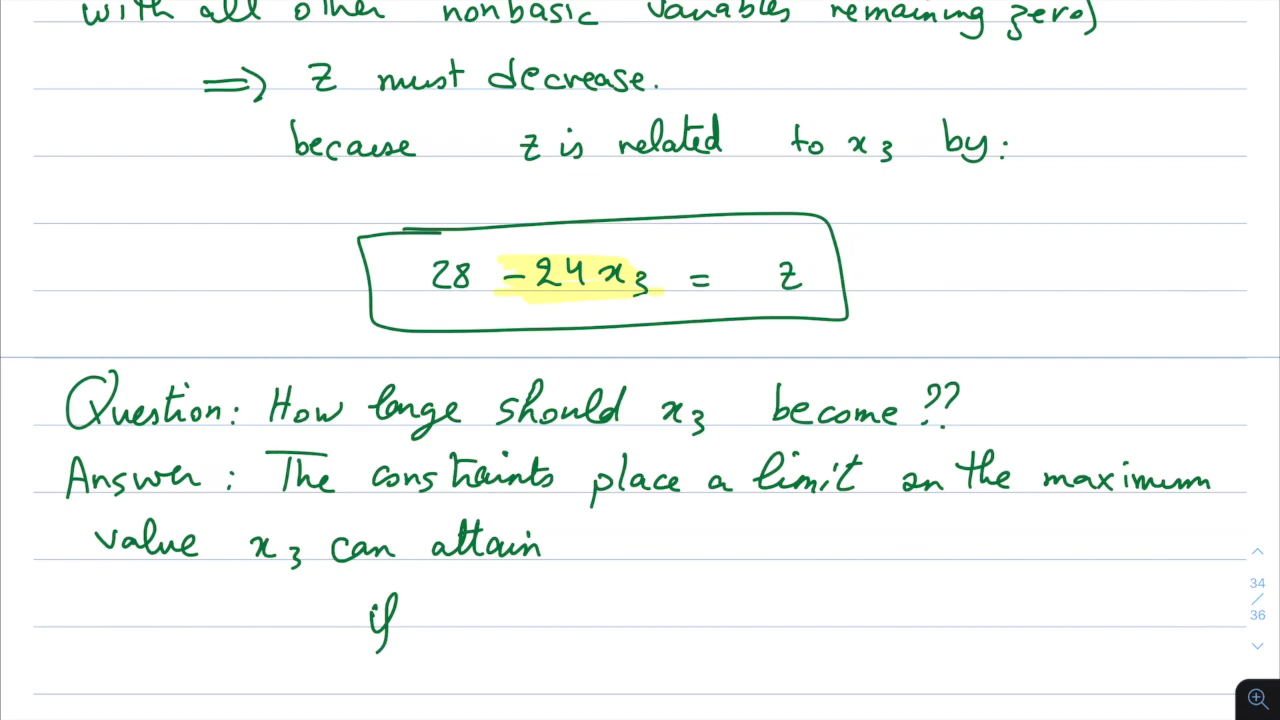 with all other nonbasic variables remaining zero)
⟹ z must decrease.
because z is related to x₃ by:
28 - 24x₃ = z
Question: How large should x₃ become??
Answer: The constraints place a limit on the maximum
value x₃ can attain
if
34
/
36